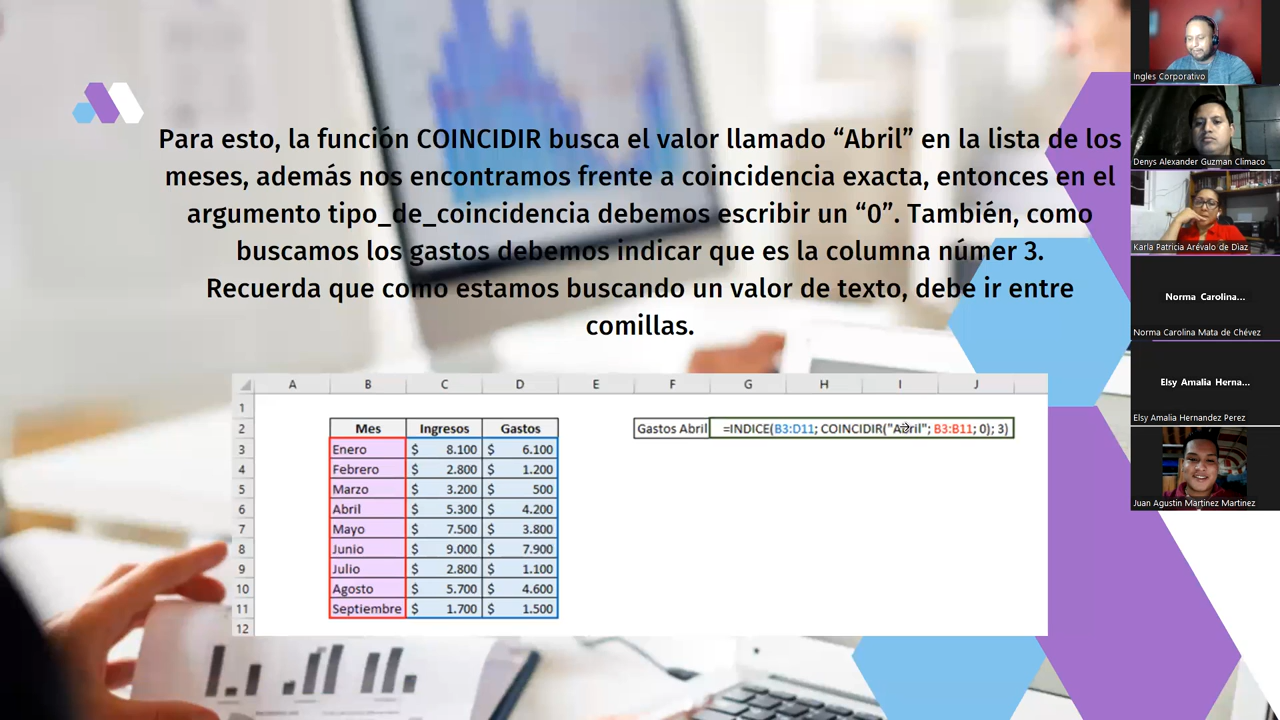 Para esto, la función COINCIDIR busca el valor llamado “Abril” en la lista de los
meses, además nos encontramos frente a coincidencia exacta, entonces en el
argumento tipo_de_coincidencia debemos escribir un “0”. También, como
buscamos los gastos debemos indicar que es la columna númer 3.
Recuerda que como estamos buscando un valor de texto, debe ir entre
comillas.
A B C D E F G H I J
1
2 Mes Ingresos Gastos Gastos Abril =INDICE(B3:D11; COINCIDIR("Abril"; B3:B11; 0); 3)
3 Enero $ 8.100 $ 6.100
4 Febrero $ 2.800 $ 1.200
5 Marzo $ 3.200 $ 500
6 Abril $ 5.300 $ 4.200
7 Mayo $ 7.500 $ 3.800
8 Junio $ 9.000 $ 7.900
9 Julio $ 2.800 $ 1.100
10 Agosto $ 5.700 $ 4.600
11 Septiembre $ 1.700 $ 1.500
12
Ingles Corporativo
Denys Alexander Guzman Climaco
Karla Patricia Arévalo de Diaz
Norma Carolina...
Norma Carolina Mata de Chévez
Elsy Amalia Herna...
Elsy Amalia Hernandez Perez
Juan Agustin Martinez Martinez